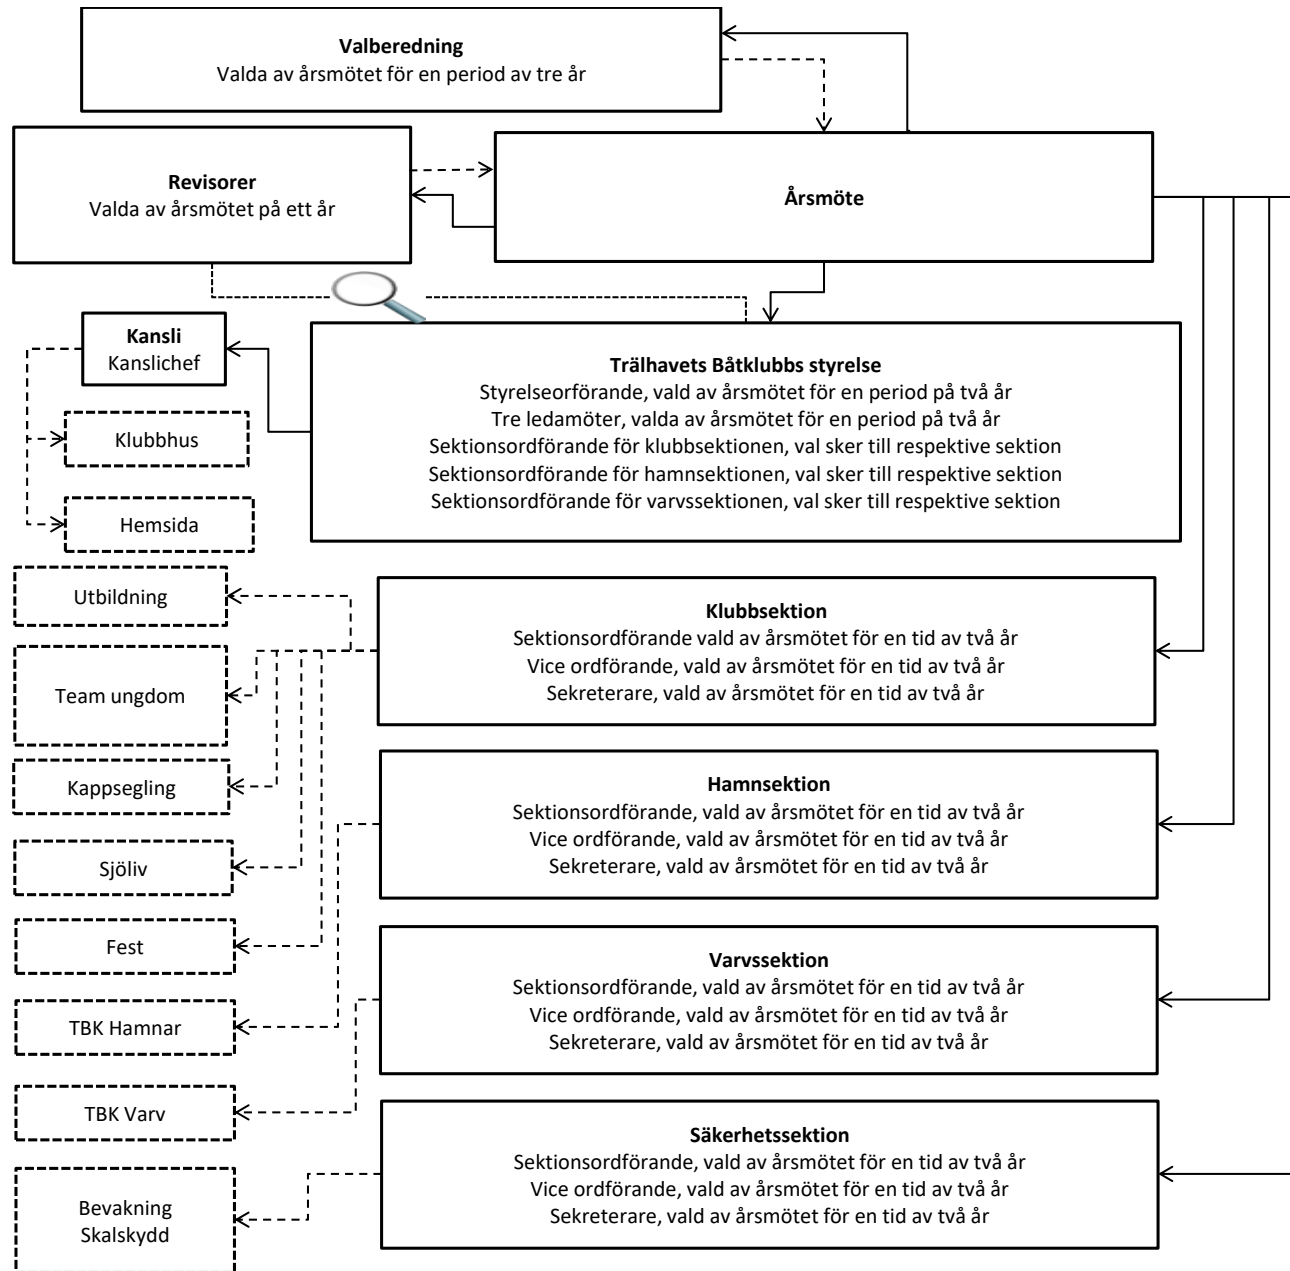 Valberedning
Valda av årsmötet för en period av tre år
Revisorer
Valda av årsmötet på ett år
Årsmöte
Kansli
Kanslichef
Klubbhus
Hemsida
Trälhavets Båtklubbs styrelse
Styrelseorförande, vald av årsmötet för en period på två år
Tre ledamöter, valda av årsmötet för en period på två år
Sektionsordförande för klubbsektionen, val sker till respektive sektion
Sektionsordförande för hamnsektionen, val sker till respektive sektion
Sektionsordförande för varvssektionen, val sker till respektive sektion
Utbildning
Team ungdom
Kappsegling
Sjöliv
Fest
TBK Hamnar
TBK Varv
Bevakning
Skalskydd
Klubbsektion
Sektionsordförande vald av årsmötet för en tid av två år
Vice ordförande, vald av årsmötet för en tid av två år
Sekreterare, vald av årsmötet för en tid av två år
Hamnsektion
Sektionsordförande, vald av årsmötet för en tid av två år
Vice ordförande, vald av årsmötet för en tid av två år
Sekreterare, vald av årsmötet för en tid av två år
Varvssektion
Sektionsordförande, vald av årsmötet för en tid av två år
Vice ordförande, vald av årsmötet för en tid av två år
Sekreterare, vald av årsmötet för en tid av två år
Säkerhetssektion
Sektionsordförande, vald av årsmötet för en tid av två år
Vice ordförande, vald av årsmötet för en tid av två år
Sekreterare, vald av årsmötet för en tid av två år